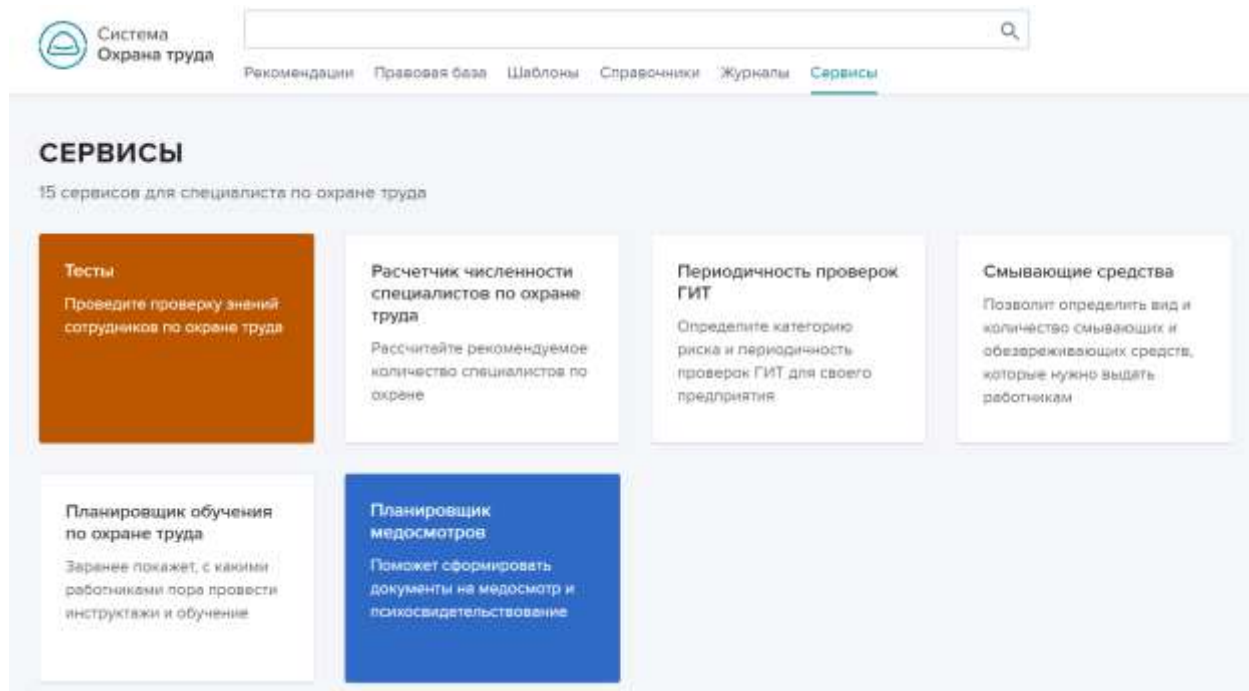 Система
Охрана труда
Рекомендации Правовая база Шаблоны Справочники Журналы Сервисы
СЕРВИСЫ
15 сервисов для специалиста по охране труда
Тесты
Проведите проверку знаний
сотрудников по охране труда
Расчетчик численности
специалистов по охране
труда
Рассчитайте рекомендуемое
количество специалистов по
охране
Периодичность проверок
ГИТ
Определите категорию
риска и периодичность
проверок ГИТ для своего
предприятия
Смывающие средства
Позволит определить вид и
количество смывающих и
обезвреживающих средств,
которые нужно выдать
работникам
Планировщик обучения
по охране труда
Заранее покажет, с какими
работниками пора провести
инструктажи и обучение
Планировщик
медосмотров
Поможет сформировать
документы на медосмотр и
психосвидетельствование